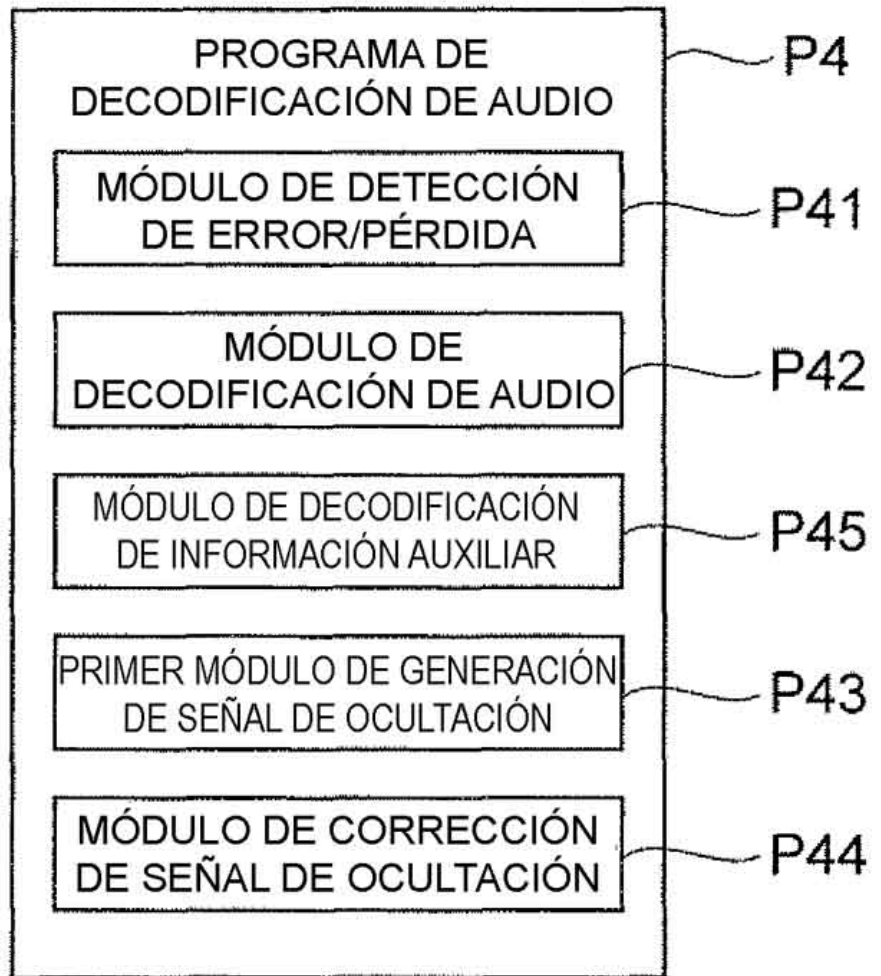 PROGRAMA DE
DECODIFICACIÓN DE AUDIO
P4
MÓDULO DE DETECCIÓN
DE ERROR/PÉRDIDA
P41
MÓDULO DE
DECODIFICACIÓN DE AUDIO
P42
MÓDULO DE DECODIFICACIÓN
DE INFORMACIÓN AUXILIAR
P45
PRIMER MÓDULO DE GENERACIÓN
DE SEÑAL DE OCULTACIÓN
P43
MÓDULO DE CORRECCIÓN
DE SEÑAL DE OCULTACIÓN
P44